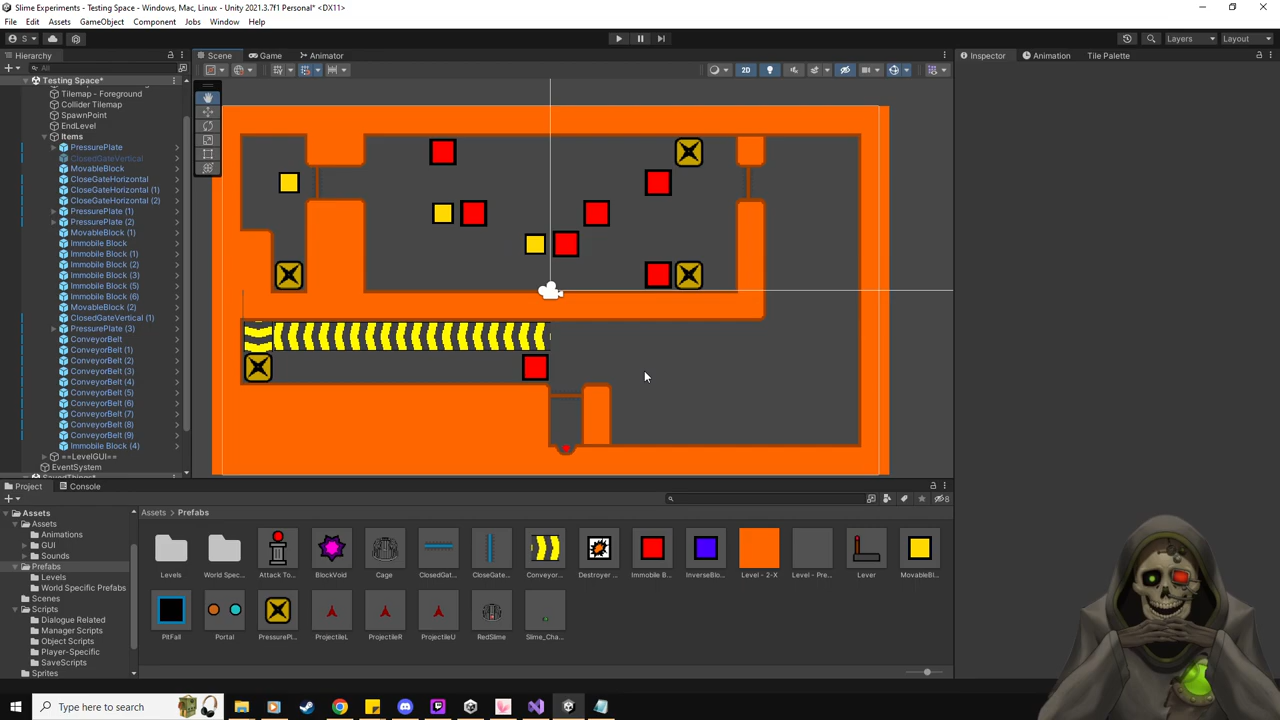 Slime Experiments - Testing Space - Windows, Mac, Linux - Unity 2021.3.7f1 Personal* <DX11>
File Edit Assets GameObject Component Jobs Window Help
S Layers Layout
Hierarchy Scene Game Animator Inspector Animation Tile Palette
All 2D
Testing Space*
Tilemap - Foreground
Collider Tilemap
SpawnPoint
EndLevel
Items
PressurePlate
ClosedGateVertical
MovableBlock
CloseGateHorizontal
CloseGateHorizontal (1)
CloseGateHorizontal (2)
PressurePlate (1)
PressurePlate (2)
MovableBlock (1)
Immobile Block
Immobile Block (1)
Immobile Block (2)
Immobile Block (3)
Immobile Block (5)
Immobile Block (6)
MovableBlock (2)
ClosedGateVertical (1)
PressurePlate (3)
ConveyorBelt
ConveyorBelt (1)
ConveyorBelt (2)
ConveyorBelt (3)
ConveyorBelt (4)
ConveyorBelt (5)
ConveyorBelt (6)
ConveyorBelt (7)
ConveyorBelt (8)
ConveyorBelt (9)
Immobile Block (4)
==LevelGUI==
EventSystem
Project Console
8
Assets
Assets
Animations
GUI
Sounds
Prefabs
Levels
World Specific Prefabs
Scenes
Scripts
Dialogue Related
Manager Scripts
Object Scripts
Player-Specific
SaveScripts
Sprites
Assets > Prefabs
Levels World Spec... Attack To... BlockVoid Cage ClosedGat... CloseGate... Conveyor... Destroyer ... Immobile B... InverseBlo... Level - 2-X Level - Pre... Lever MovableBl...
PitFall Portal PressurePl... ProjectileL ProjectileR ProjectileU RedSlime Slime_Cha...
Type here to search